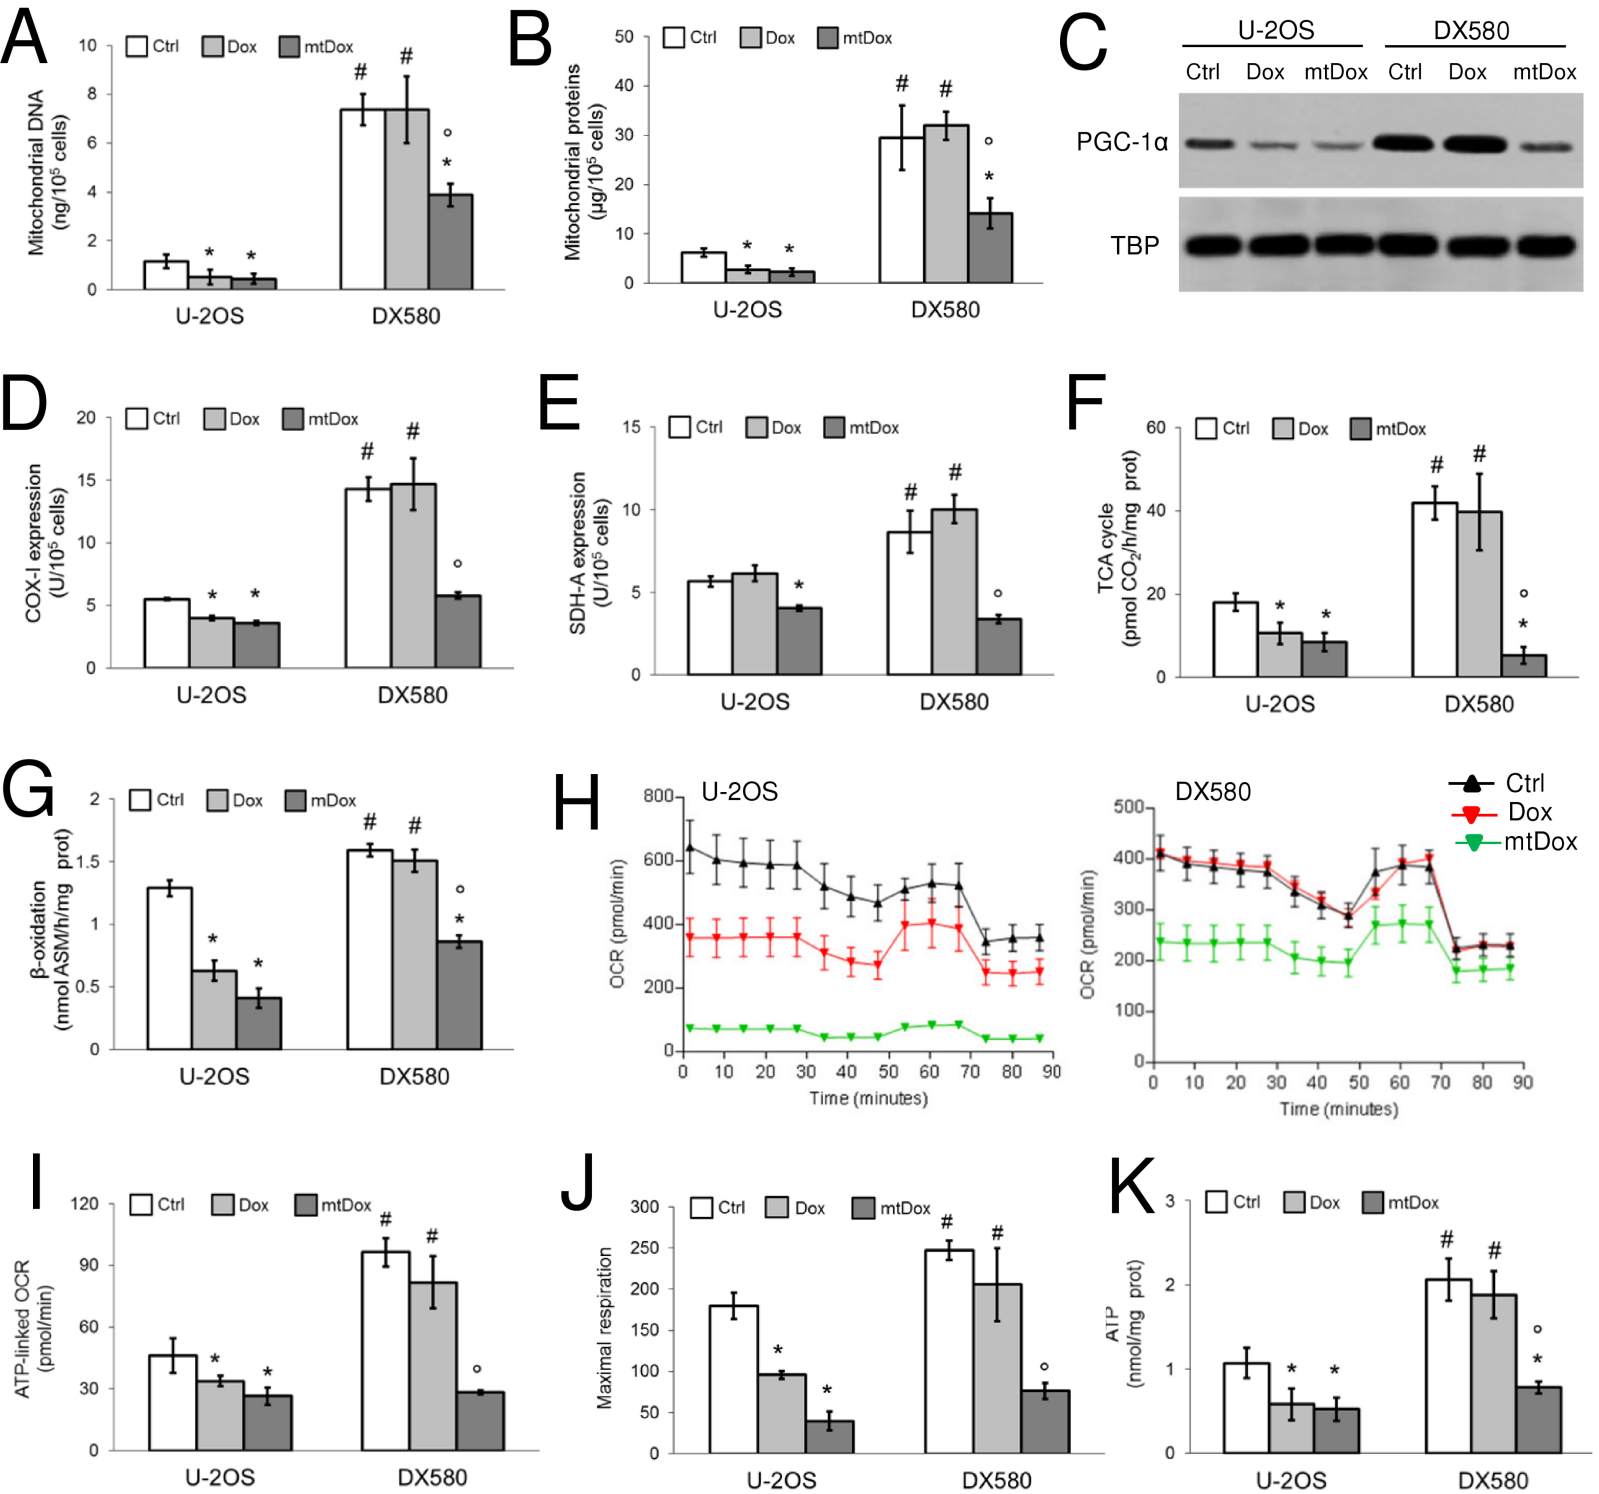 A
Ctrl Dox mtDox
Mitochondrial DNA
(ng/10⁵ cells)
10
8
6
4
2
0
# #
°
*
* *
U-2OS DX580
B
Ctrl Dox mtDox
Mitochondrial proteins
(µg/10⁵ cells)
50
40
30
20
10
0
# #
°
*
* *
U-2OS DX580
C
U-2OS DX580
Ctrl Dox mtDox Ctrl Dox mtDox
PGC-1α
TBP
D
Ctrl Dox mtDox
COX-I expression
(U/10⁵ cells)
20
15
10
5
0
# #
°
* *
U-2OS DX580
E
Ctrl Dox mtDox
SDH-A expression
(U/10⁵ cells)
15
10
5
0
# #
* °
U-2OS DX580
F
Ctrl Dox mtDox
TCA cycle
(pmol CO₂/h/mg prot)
60
40
20
0
# #
°
* * *
U-2OS DX580
G
Ctrl Dox mDox
β-oxidation
(nmol ASM/h/mg prot)
2
1.5
1
0.5
0
# #
°
*
* *
U-2OS DX580
H
U-2OS
OCR (pmol/min)
800
600
400
200
0
0 10 20 30 40 50 60 70 80 90
Time (minutes)
DX580
Ctrl
Dox
mtDox
OCR (pmol/min)
500
400
300
200
100
0
0 10 20 30 40 50 60 70 80 90
Time (minutes)
I
Ctrl Dox mtDox
ATP-linked OCR
(pmol/min)
120
90
60
30
0
# #
* * °
U-2OS DX580
J
Ctrl Dox mtDox
Maximal respiration
300
250
200
150
100
50
0
# #
* * °
U-2OS DX580
K
Ctrl Dox mtDox
ATP
(nmol/mg prot)
3
2
1
0
# #
°
* * *
U-2OS DX580